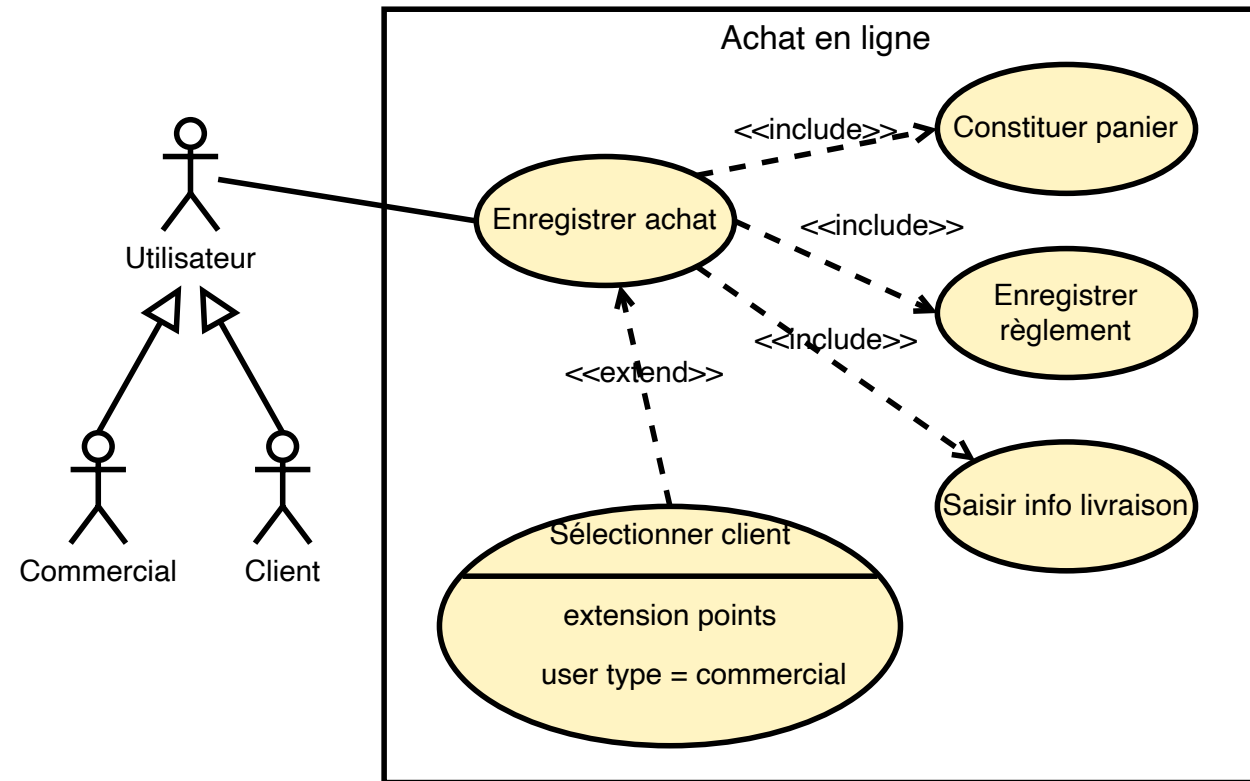 Achat en ligne
Constituer panier
<<include>>
Enregistrer achat
<<include>>
Utilisateur
Enregistrer
règlement
<<include>>
<<extend>>
Saisir info livraison
Sélectionner client
Commercial
Client
extension points
user type = commercial